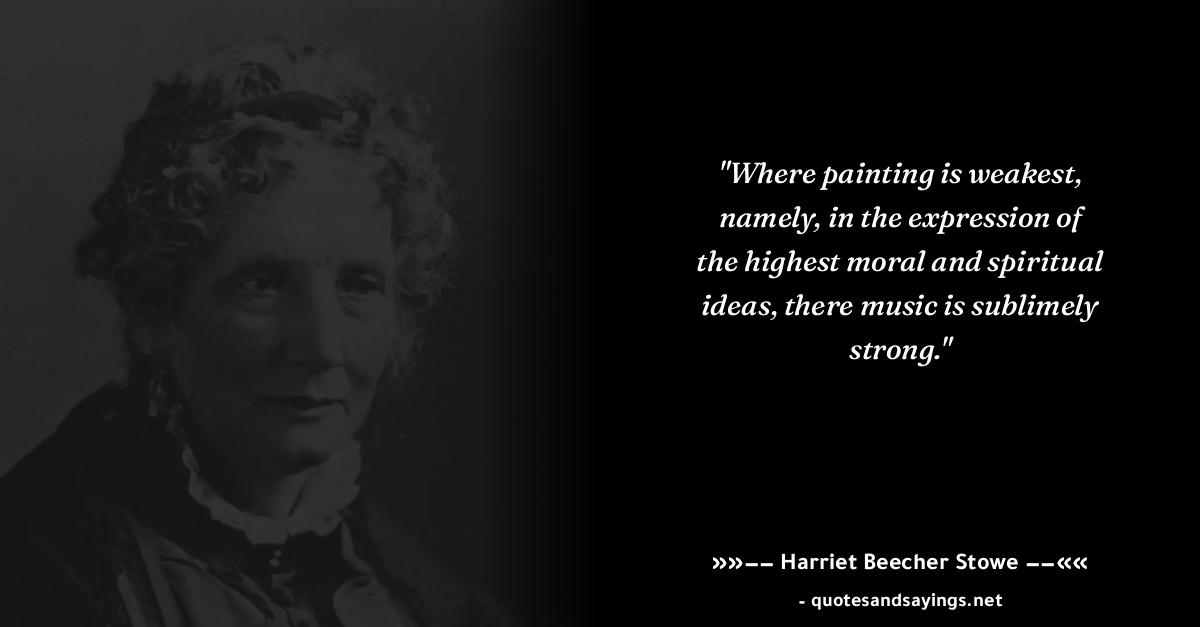 "Where painting is weakest,
namely, in the expression of
the highest moral and spiritual
ideas, there music is sublimely
strong."
»»−− Harriet Beecher Stowe −−««
- quotesandsayings.net